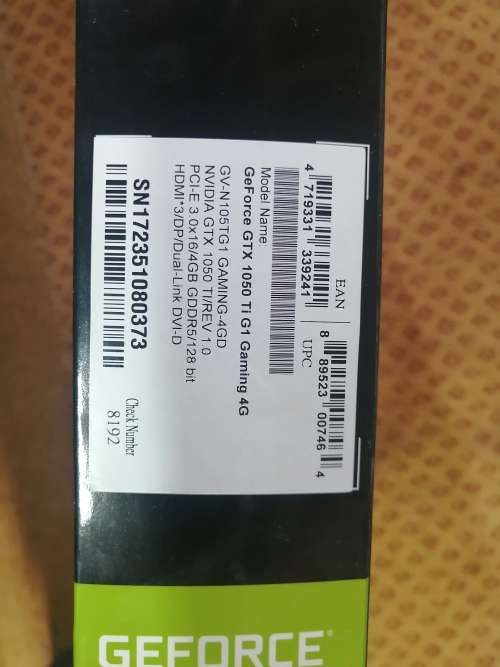 EAN
UPC
4 719331 339241
8 89523 00746 4
Model Name:
GeForce GTX 1050 Ti G1 Gaming 4G
GV-N105TG1 GAMING-4GD
NVIDIA GTX 1050 TI/REV 1.0
PCI-E 3.0x16/4GB GDDR5/128 bit
HDMI*3/DP/Dual-Link DVI-D
SN172351080373
Check Number
8192
GEFORCE